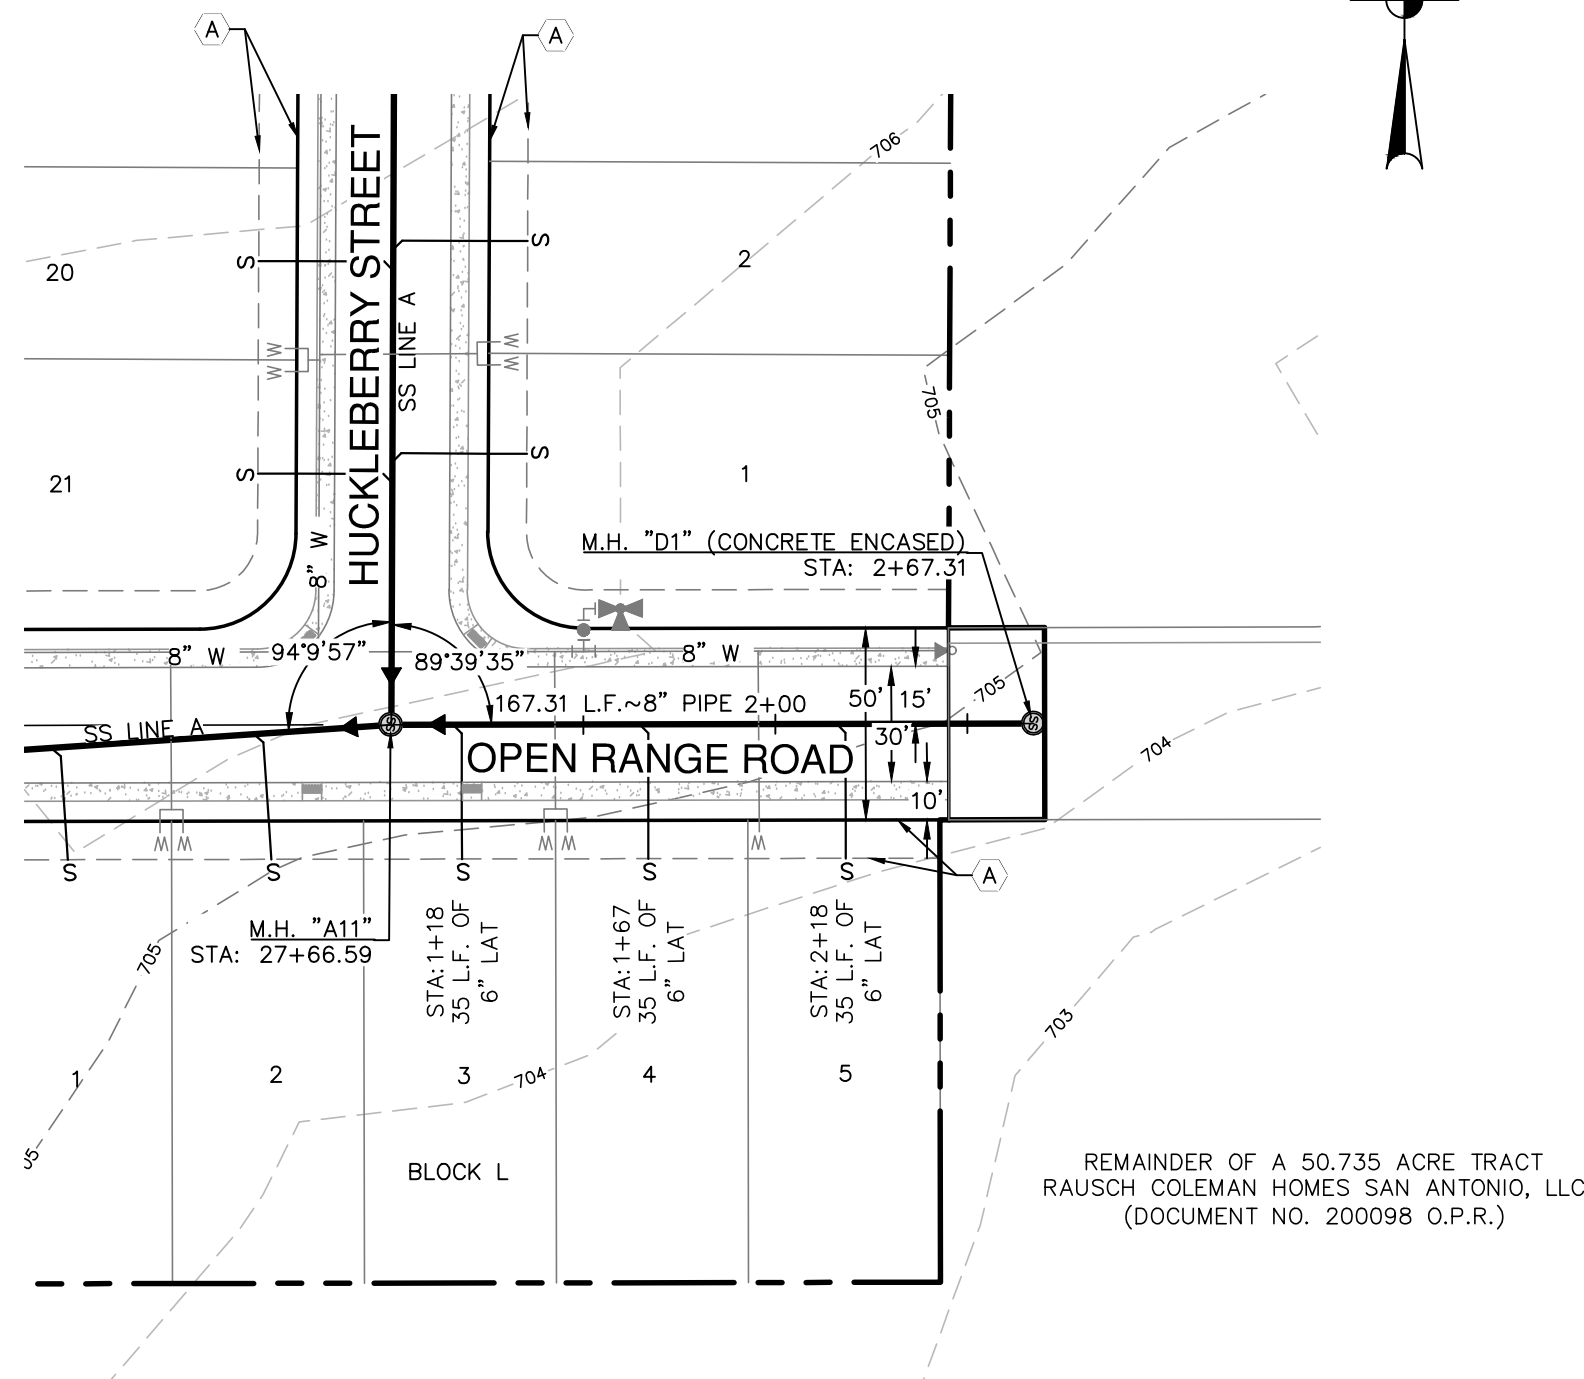 A
A
706
HUCKLEBERRY STREET
S
S
2
20
SS LINE A
W
W
W
W
705
S
S
1
21
M.H. "D1" (CONCRETE ENCASED)
STA: 2+67.31
8" W
8" W
94°9'57"
89°39'35"
8" W
167.31 L.F.~8" PIPE 2+00
50'
15'
705
SS LINE A
SS
SS
30'
OPEN RANGE ROAD
704
10'
W
W
W
W
W
S
S
S
S
S
A
M.H. "A11"
STA: 27+66.59
STA:1+18
35 L.F. OF
6" LAT
STA:1+67
35 L.F. OF
6" LAT
STA:2+18
35 L.F. OF
6" LAT
705
703
1
2
3
704
4
5
BLOCK L
REMAINDER OF A 50.735 ACRE TRACT
RAUSCH COLEMAN HOMES SAN ANTONIO, LLC
(DOCUMENT NO. 200098 O.P.R.)